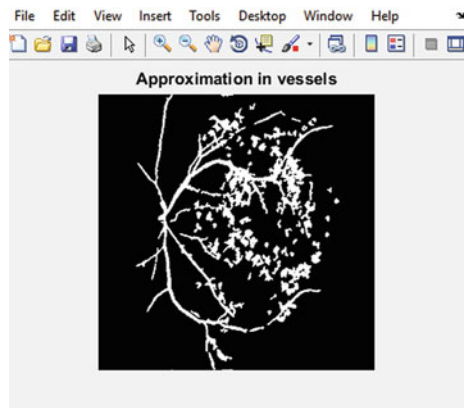 File Edit View Insert Tools Desktop Window Help
Approximation in vessels